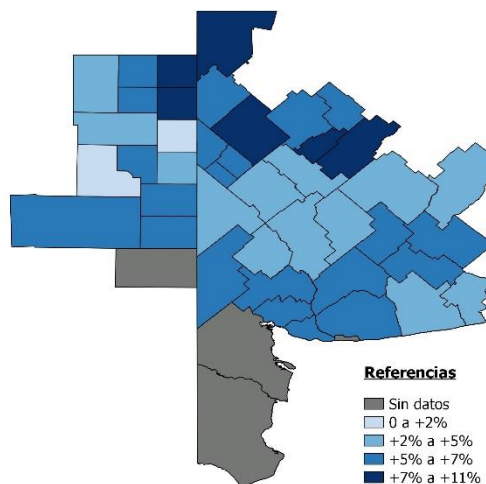 Referencias
Sin datos
0 a +2%
+2% a +5%
+5% a +7%
+7% a +11%